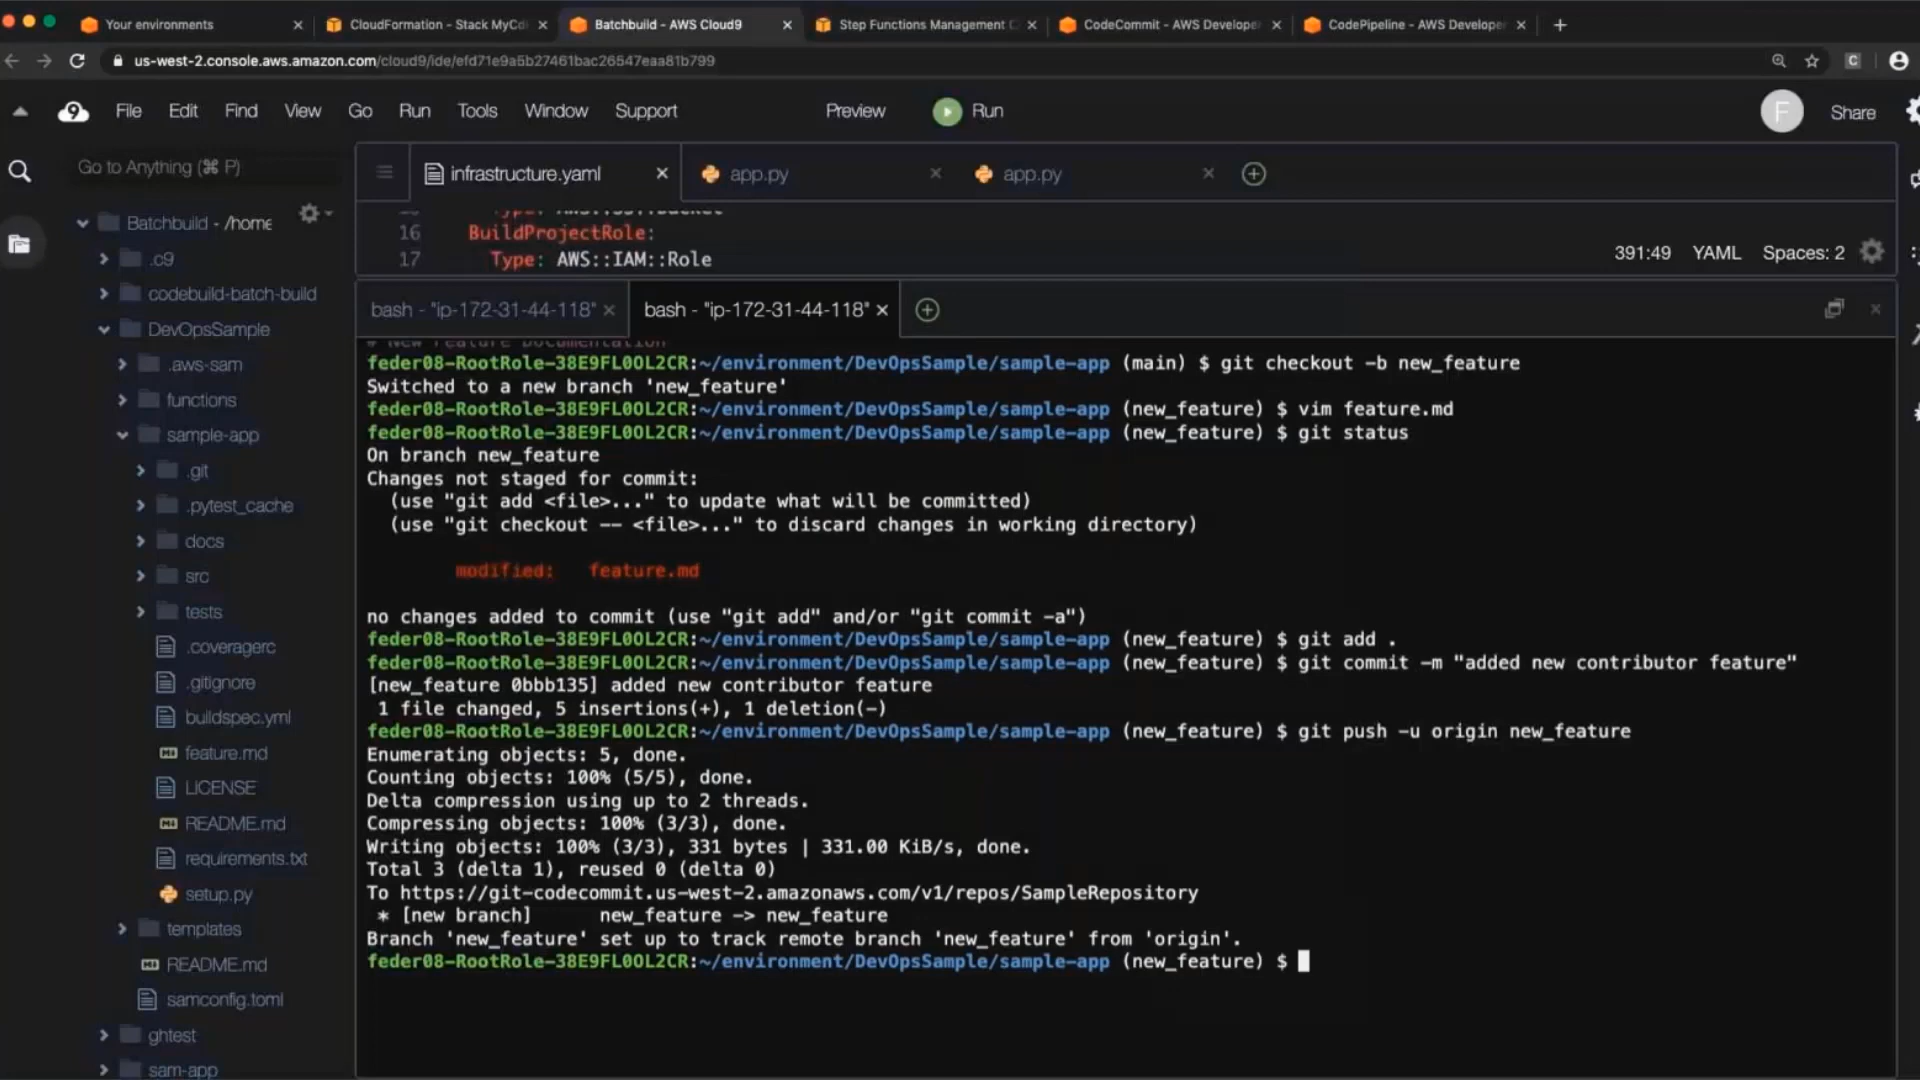 Your environments
CloudFormation - Stack MyCd
Batchbuild - AWS Cloud9
Step Functions Management C
CodeCommit - AWS Develope
CodePipeline - AWS Developer
us-west-2.console.aws.amazon.com/cloud9/ide/efd71e9a5b27461bac26547eaa81b799
C
9 File Edit Find View Go Run Tools Window Support Preview Run F Share
Go to Anything (⌘ P)
infrastructure.yaml
app.py
app.py
Batchbuild - /home
.c9
codebuild-batch-build
DevOpsSample
.aws-sam
functions
sample-app
.git
.pytest_cache
docs
src
tests
.coveragerc
.gitignore
buildspec.yml
feature.md
LICENSE
README.md
requirements.txt
setup.py
templates
README.md
samconfig.toml
ghtest
sam-app
16 BuildProjectRole:
17 Type: AWS::IAM::Role
391:49 YAML Spaces: 2
bash - "ip-172-31-44-118"
bash - "ip-172-31-44-118"
# New Feature Documentation
feder08-RootRole-38E9FL0OL2CR:~/environment/DevOpsSample/sample-app (main) $ git checkout -b new_feature
Switched to a new branch 'new_feature'
feder08-RootRole-38E9FL0OL2CR:~/environment/DevOpsSample/sample-app (new_feature) $ vim feature.md
feder08-RootRole-38E9FL0OL2CR:~/environment/DevOpsSample/sample-app (new_feature) $ git status
On branch new_feature
Changes not staged for commit:
(use "git add <file>..." to update what will be committed)
(use "git checkout -- <file>..." to discard changes in working directory)
modified: feature.md
no changes added to commit (use "git add" and/or "git commit -a")
feder08-RootRole-38E9FL0OL2CR:~/environment/DevOpsSample/sample-app (new_feature) $ git add .
feder08-RootRole-38E9FL0OL2CR:~/environment/DevOpsSample/sample-app (new_feature) $ git commit -m "added new contributor feature"
[new_feature 0bbb135] added new contributor feature
1 file changed, 5 insertions(+), 1 deletion(-)
feder08-RootRole-38E9FL0OL2CR:~/environment/DevOpsSample/sample-app (new_feature) $ git push -u origin new_feature
Enumerating objects: 5, done.
Counting objects: 100% (5/5), done.
Delta compression using up to 2 threads.
Compressing objects: 100% (3/3), done.
Writing objects: 100% (3/3), 331 bytes | 331.00 KiB/s, done.
Total 3 (delta 1), reused 0 (delta 0)
To https://git-codecommit.us-west-2.amazonaws.com/v1/repos/SampleRepository
* [new branch] new_feature -> new_feature
Branch 'new_feature' set up to track remote branch 'new_feature' from 'origin'.
feder08-RootRole-38E9FL0OL2CR:~/environment/DevOpsSample/sample-app (new_feature) $